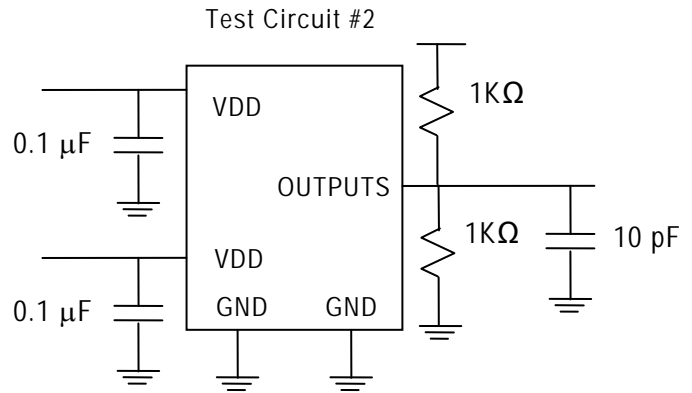 Test Circuit #2
VDD
0.1 µF
1KΩ
OUTPUTS
1KΩ
10 pF
VDD
0.1 µF
GND GND